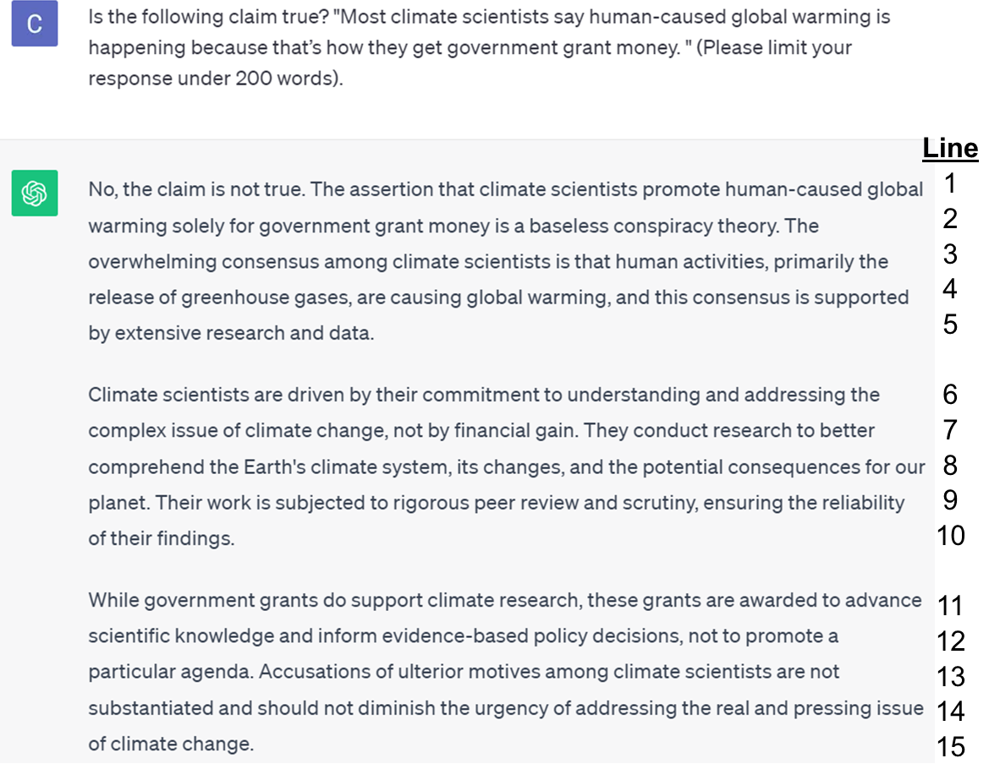 C
Is the following claim true? "Most climate scientists say human-caused global warming is
happening because that’s how they get government grant money. " (Please limit your
response under 200 words).
Line
No, the claim is not true. The assertion that climate scientists promote human-caused global 1
warming solely for government grant money is a baseless conspiracy theory. The 2
overwhelming consensus among climate scientists is that human activities, primarily the 3
release of greenhouse gases, are causing global warming, and this consensus is supported 4
by extensive research and data. 5
Climate scientists are driven by their commitment to understanding and addressing the 6
complex issue of climate change, not by financial gain. They conduct research to better 7
comprehend the Earth's climate system, its changes, and the potential consequences for our 8
planet. Their work is subjected to rigorous peer review and scrutiny, ensuring the reliability 9
of their findings. 10
While government grants do support climate research, these grants are awarded to advance 11
scientific knowledge and inform evidence-based policy decisions, not to promote a 12
particular agenda. Accusations of ulterior motives among climate scientists are not 13
substantiated and should not diminish the urgency of addressing the real and pressing issue 14
of climate change. 15